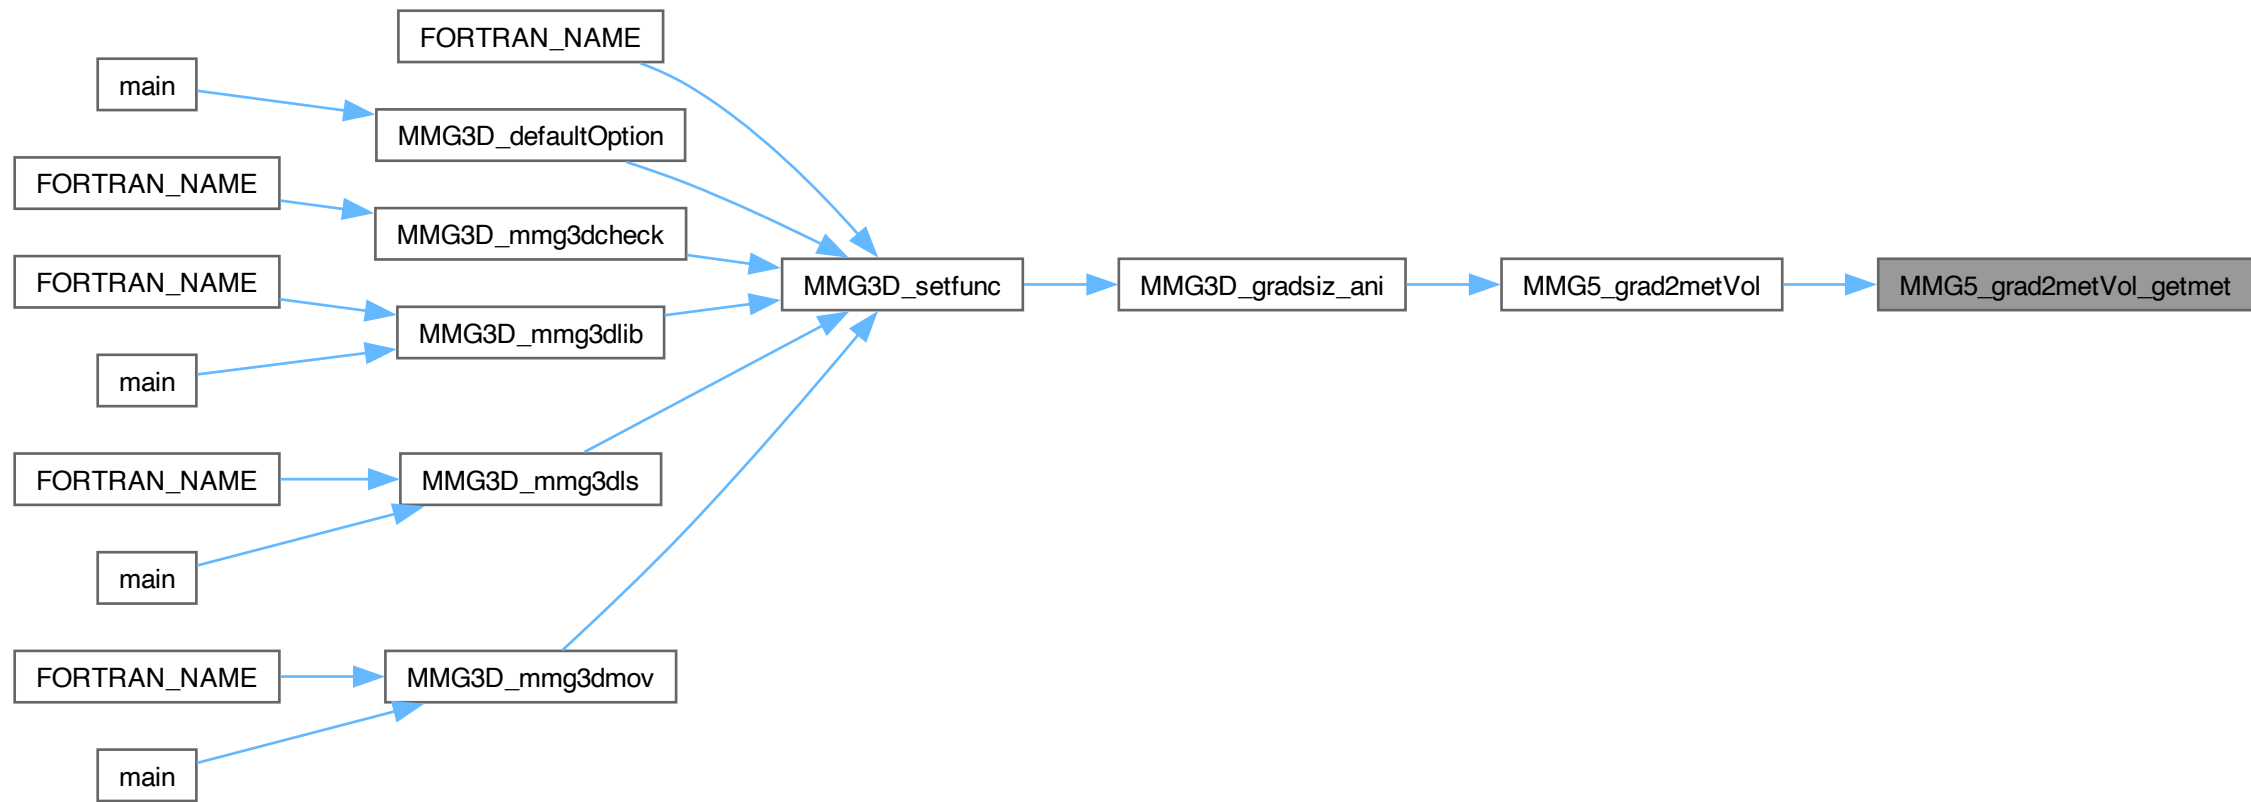 FORTRAN_NAME
main
MMG3D_defaultOption
FORTRAN_NAME
MMG3D_mmg3dcheck
FORTRAN_NAME
MMG3D_setfunc
MMG3D_gradsiz_ani
MMG5_grad2metVol
MMG5_grad2metVol_getmet
MMG3D_mmg3dlib
main
FORTRAN_NAME
MMG3D_mmg3dls
main
FORTRAN_NAME
MMG3D_mmg3dmov
main